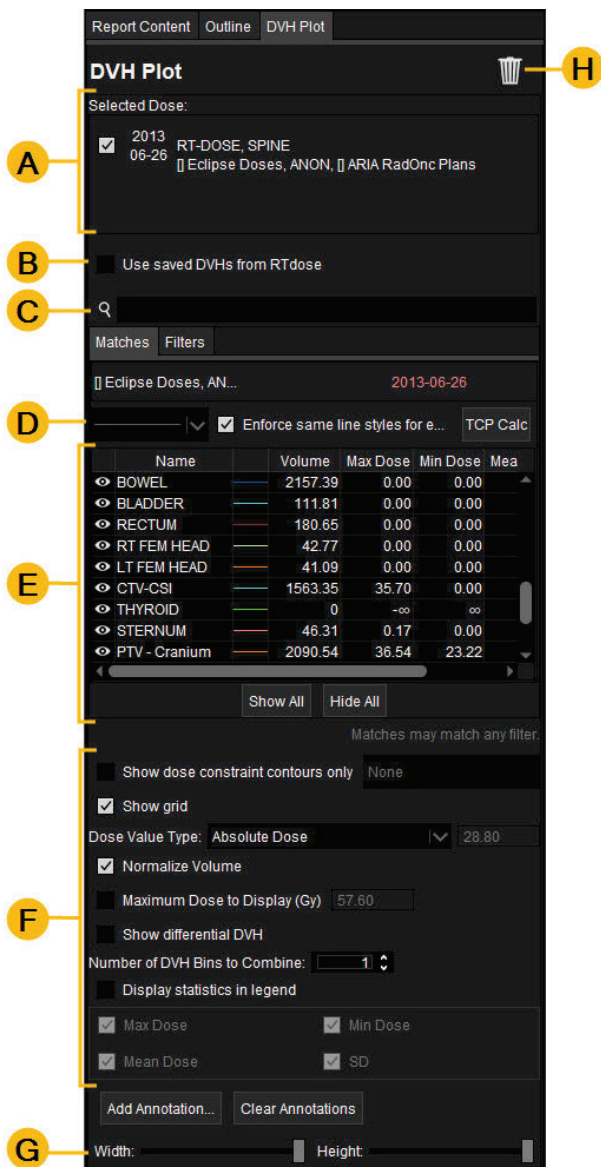 Report Content Outline DVH Plot
DVH Plot
H
Selected Dose:
A
2013
06-26
RT-DOSE, SPINE
[] Eclipse Doses, ANON, [] ARIA RadOnc Plans
B
Use saved DVHs from RTdose
C
Matches Filters
[] Eclipse Doses, AN... 2013-06-26
D
Enforce same line styles for e... TCP Calc
Name Volume Max Dose Min Dose Mea
BOWEL 2157.39 0.00 0.00
BLADDER 111.81 0.00 0.00
RECTUM 180.65 0.00 0.00
RT FEM HEAD 42.77 0.00 0.00
E
LT FEM HEAD 41.09 0.00 0.00
CTV-CSI 1563.35 35.70 0.00
THYROID 0 -∞ ∞
STERNUM 46.31 0.17 0.00
PTV - Cranium 2090.54 36.54 23.22
Show All Hide All
Matches may match any filter.
Show dose constraint contours only None
Show grid
Dose Value Type: Absolute Dose 28.80
Normalize Volume
Maximum Dose to Display (Gy) 57.60
F
Show differential DVH
Number of DVH Bins to Combine: 1
Display statistics in legend
Max Dose Min Dose
Mean Dose SD
Add Annotation... Clear Annotations
G
Width: Height: